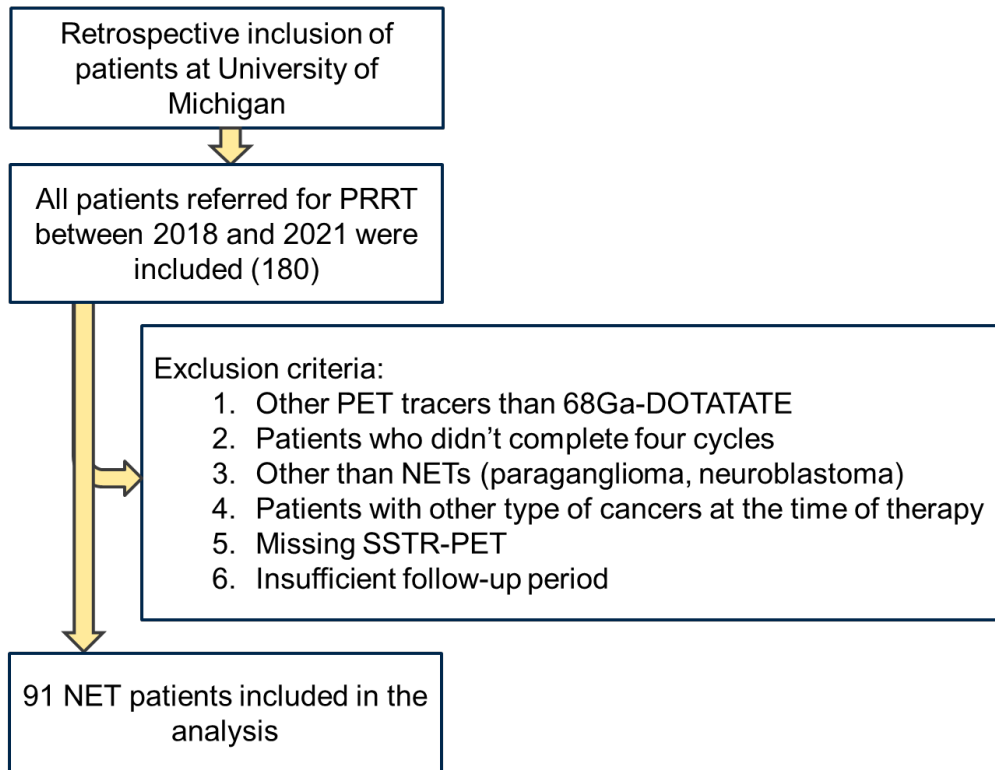 Retrospective inclusion of
patients at University of
Michigan
All patients referred for PRRT
between 2018 and 2021 were
included (180)
Exclusion criteria:
1. Other PET tracers than 68Ga-DOTATATE
2. Patients who didn’t complete four cycles
3. Other than NETs (paraganglioma, neuroblastoma)
4. Patients with other type of cancers at the time of therapy
5. Missing SSTR-PET
6. Insufficient follow-up period
91 NET patients included in the
analysis